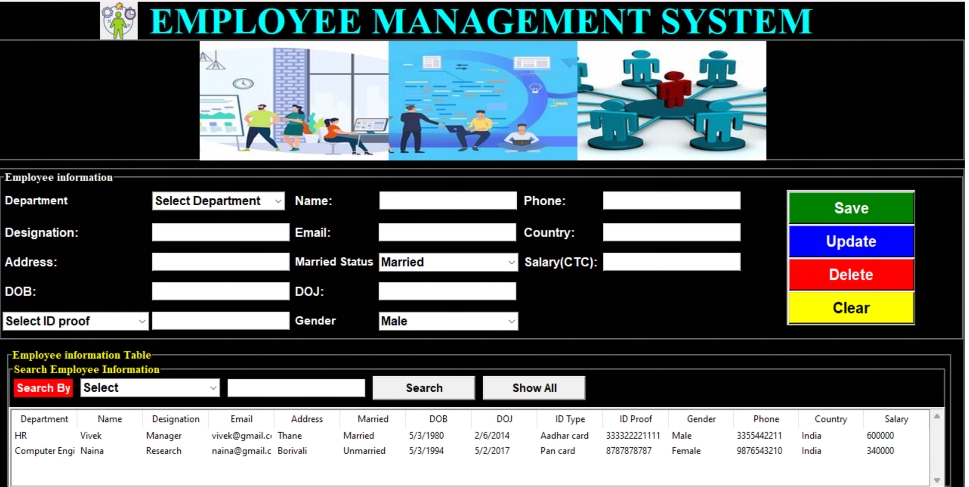 EMPLOYEE MANAGEMENT SYSTEM
Employee information
Department Select Department Name: Phone: Save
Designation: Email: Country: Update
Address: Married Status Married Salary(CTC): Delete
DOB: DOJ: Clear
Select ID proof Gender Male
Employee information Table
Search Employee Information
Search By Select Search Show All
Department Name Designation Email Address Married DOB DOJ ID Type ID Proof Gender Phone Country Salary
HR Vivek Manager vivek@gmail.c Thane Married 5/3/1980 2/6/2014 Aadhar card 333322221111 Male 3355442211 India 600000
Computer Engi Naina Research naina@gmail.c Borivali Unmarried 5/3/1994 5/2/2017 Pan card 8787878787 Female 9876543210 India 340000